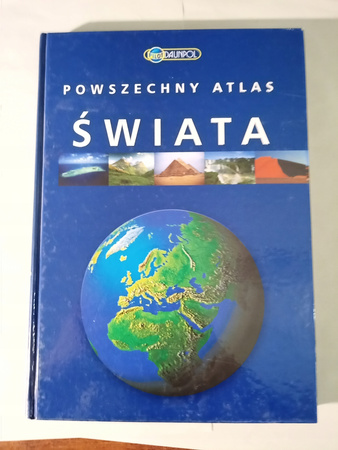 DAUNPOL
POWSZECHNY ATLAS
ŚWIATA